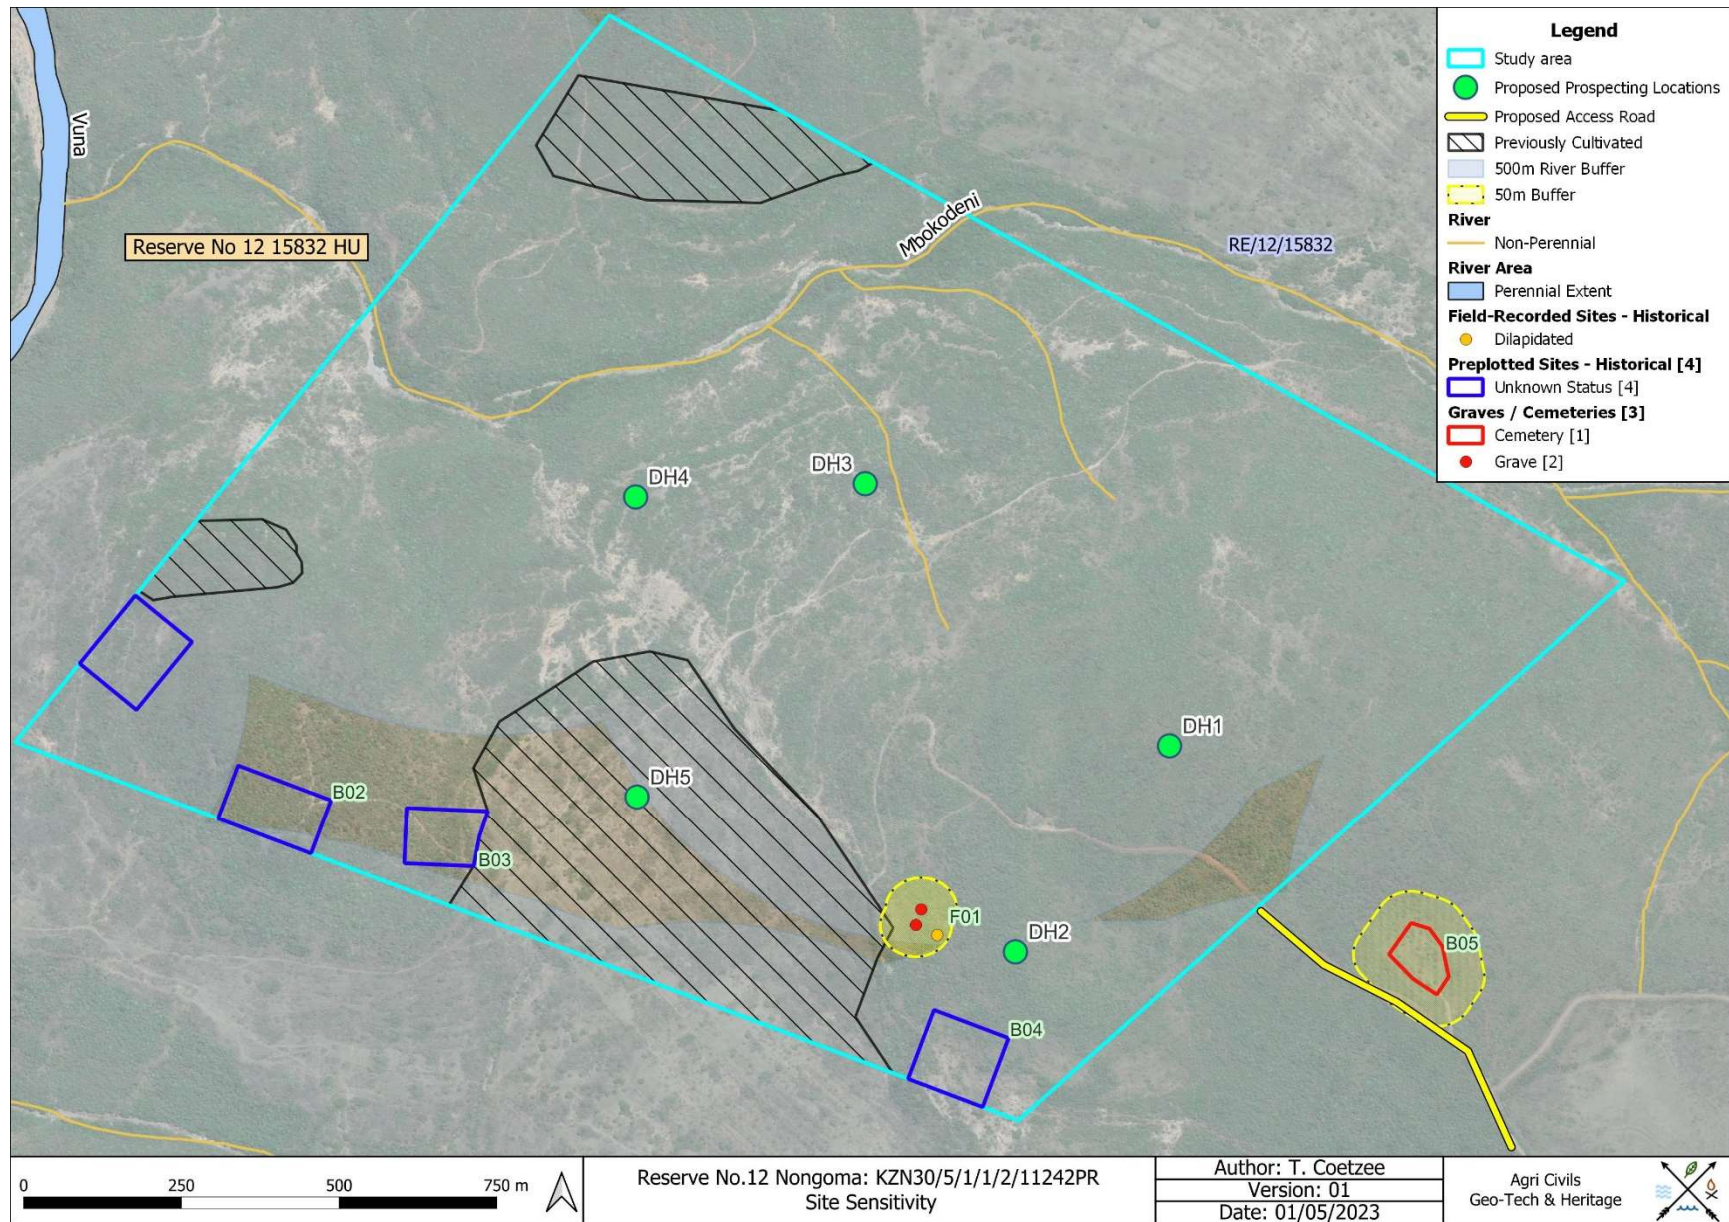 Vuna
Reserve No 12 15832 HU
Mbokodeni
RE/12/15832
DH4
DH3
DH1
DH5
B02
B03
F01
DH2
B05
B04
Legend
Study area
Proposed Prospecting Locations
Proposed Access Road
Previously Cultivated
500m River Buffer
50m Buffer
River
Non-Perennial
River Area
Perennial Extent
Field-Recorded Sites - Historical
Dilapidated
Preplotted Sites - Historical [4]
Unknown Status [4]
Graves / Cemeteries [3]
Cemetery [1]
Grave [2]
0 250 500 750 m
Reserve No.12 Nongoma: KZN30/5/1/1/2/11242PR
Site Sensitivity
Author: T. Coetzee
Version: 01
Date: 01/05/2023
Agri Civils
Geo-Tech & Heritage